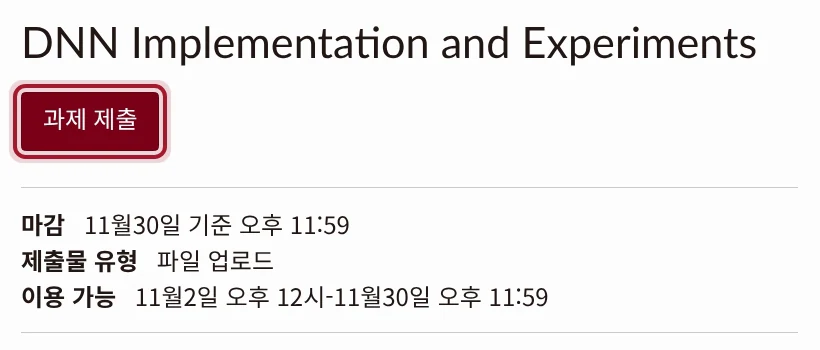 DNN Implementation and Experiments
과제 제출
마감 11월30일 기준 오후 11:59
제출물 유형 파일 업로드
이용 가능 11월2일 오후 12시-11월30일 오후 11:59